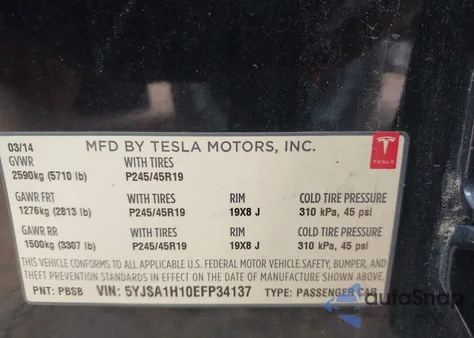 03/14 MFD BY TESLA MOTORS, INC.
GVWR WITH TIRES TESLA
2590kg (5710 lb) P245/45R19
GAWR FRT WITH TIRES RIM COLD TIRE PRESSURE
1276kg (2813 lb) P245/45R19 19X8 J 310 kPa, 45 psi
GAWR RR WITH TIRES RIM COLD TIRE PRESSURE
1500kg (3307 lb) P245/45R19 19X8 J 310 kPa, 45 psi
THIS VEHICLE CONFORMS TO ALL APPLICABLE U.S. FEDERAL MOTOR VEHICLE SAFETY, BUMPER, AND
THEFT PREVENTION STANDARDS IN EFFECT ON THE DATE OF MANUFACTURE SHOWN ABOVE.
PNT: PBSB VIN: 5YJSA1H10EFP34137 TYPE: PASSENGER CAR
autoSnap